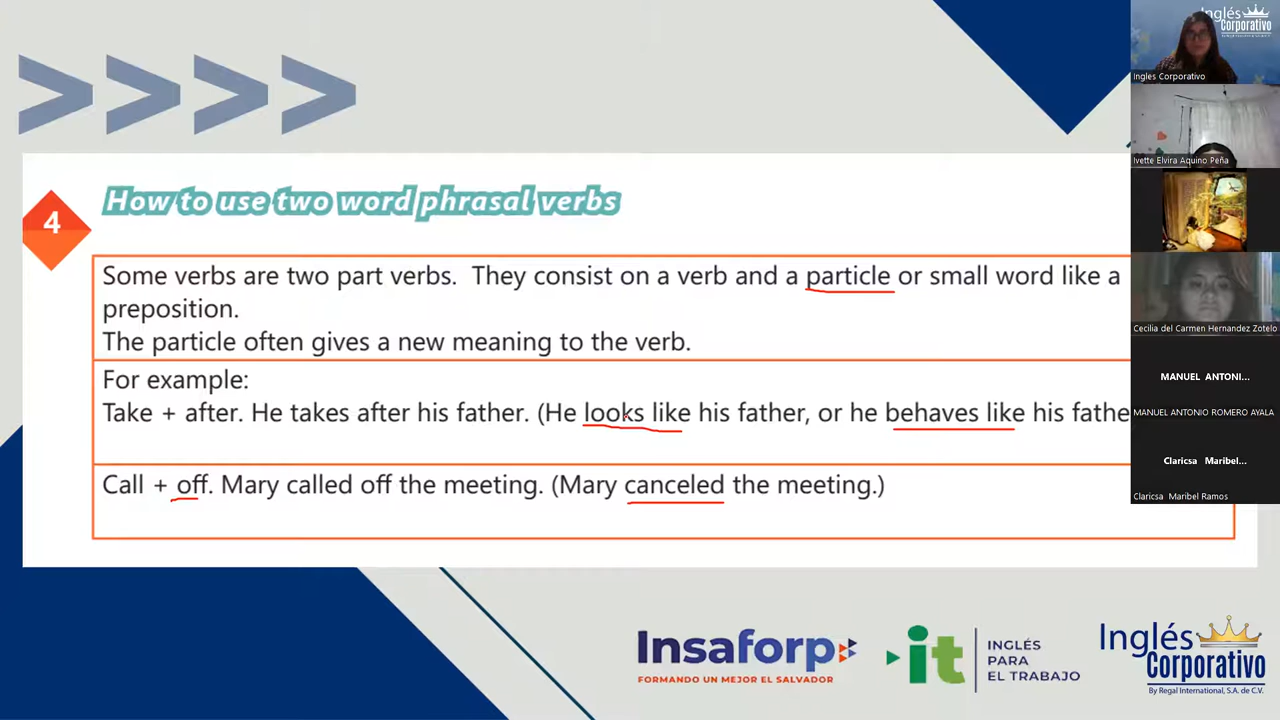 How to use two word phrasal verbs
4
Some verbs are two part verbs. They consist on a verb and a particle or small word like a
preposition.
The particle often gives a new meaning to the verb.
For example:
Take + after. He takes after his father. (He looks like his father, or he behaves like his fathe
Call + off. Mary called off the meeting. (Mary canceled the meeting.)
Insaforp
FORMANDO UN MEJOR EL SALVADOR
it
INGLÉS
PARA
EL TRABAJO
Inglés
Corporativo
By Regal International, S.A. de C.V.
Inglés
Corporativo
Ingles Corporativo
Ivette Elvira Aquino Peña
Cecilia del Carmen Hernandez Zotelo
MANUEL ANTONI...
MANUEL ANTONIO ROMERO AYALA
Claricsa Maribel...
Claricsa Maribel Ramos